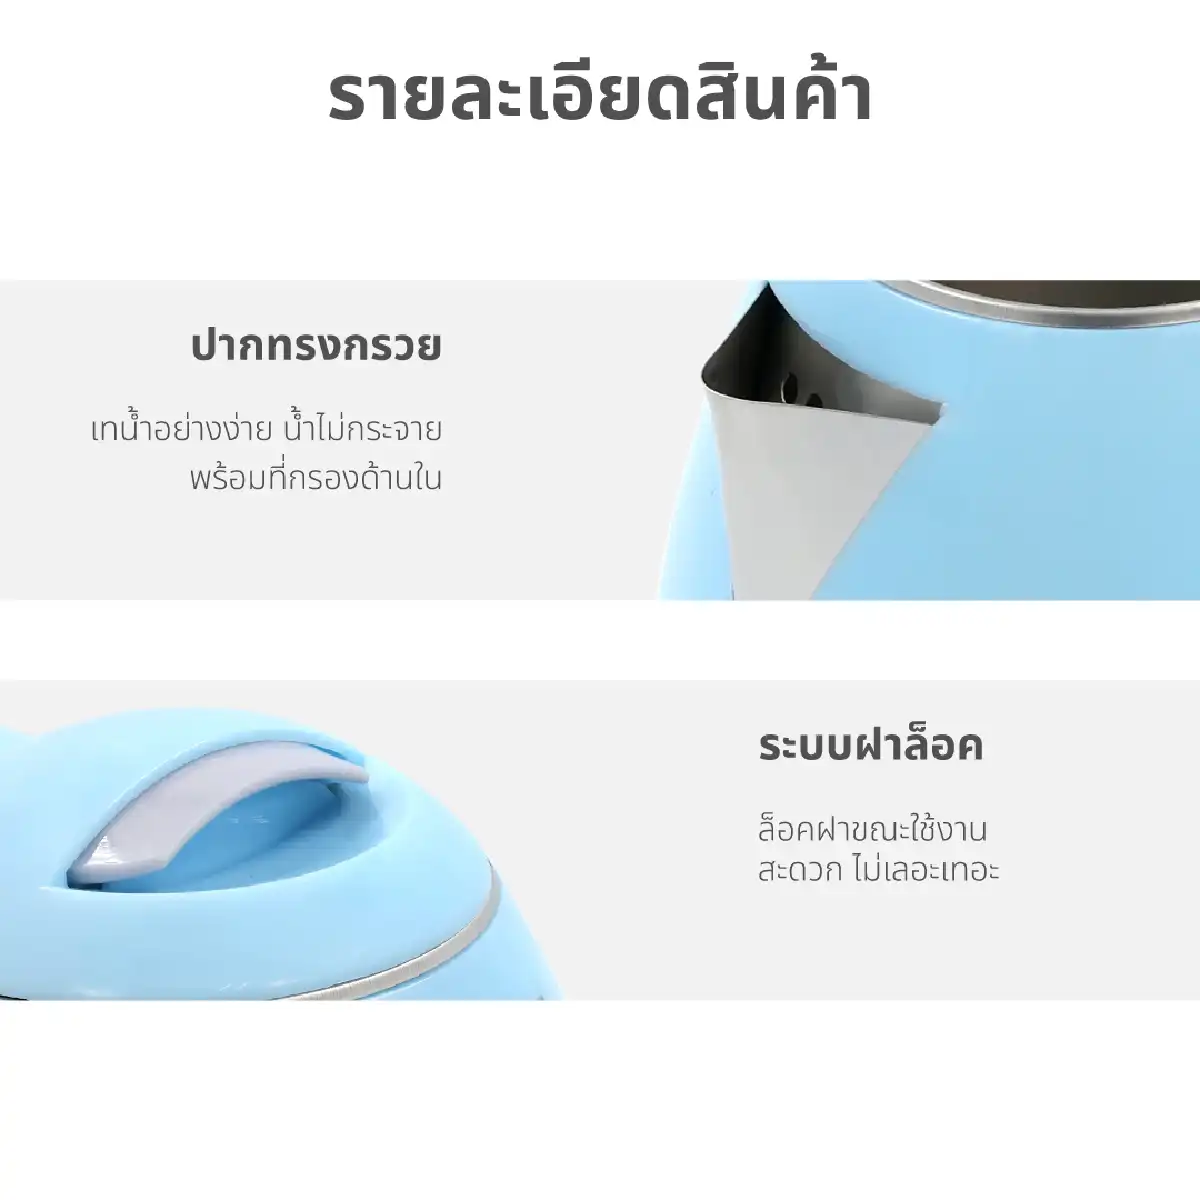 รายละเอียดสินค้า
ปากทรงกรวย
เทน้ำอย่างง่าย น้ำไม่กระจาย
พร้อมที่กรองด้านใน
ระบบฝาล็อค
ล็อคฝาขณะใช้งาน
สะดวก ไม่เลอะเทอะ